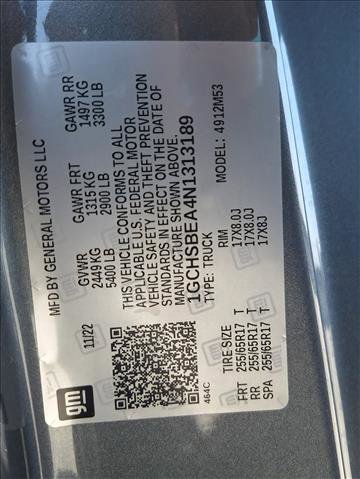 MFD BY GENERAL MOTORS LLC
11/22
GVWR GAWR FRT GAWR RR
2449 KG 1315 KG 1497 KG
5400 LB 2900 LB 3300 LB
THIS VEHICLE CONFORMS TO ALL
APPLICABLE U.S. FEDERAL MOTOR
VEHICLE SAFETY AND THEFT PREVENTION
STANDARDS IN EFFECT ON THE DATE OF
MANUFACTURE SHOWN ABOVE.
1GCHSBEA4N1313189
TYPE: TRUCK MODEL: 4912M53
gm
464C
TIRE SIZE RIM
FRT 255/65R17 T 17X8.0J
RR 255/65R17 T 17X8.0J
SPA 255/65R17 T 17X8J